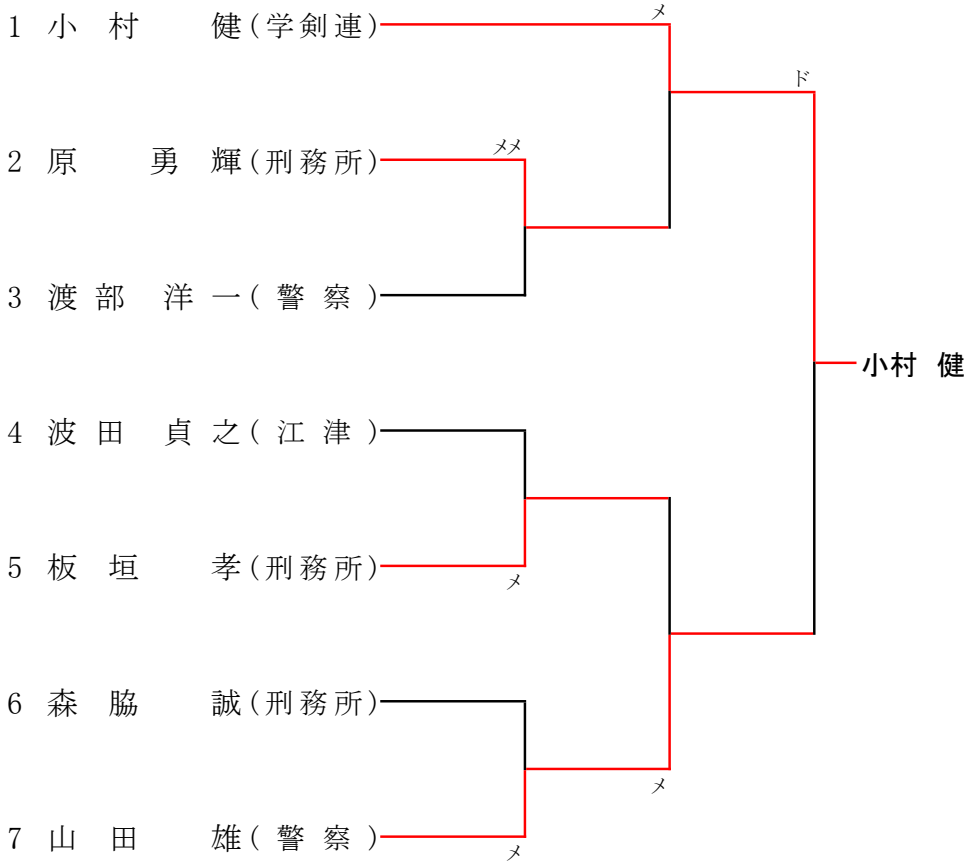 メ
1 小村 健(学剣連)
ド
メメ
2 原 勇輝(刑務所)
3 渡部 洋一(警察)
小村 健
4 波田 貞之(江津)
5 板垣 孝(刑務所)
メ
6 森脇 誠(刑務所)
メ
7 山田 雄(警察)
メ